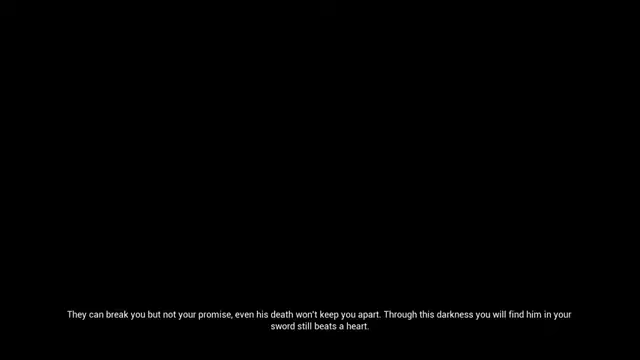 They can break you but not your promise, even his death won't keep you apart. Through this darkness you will find him in your
sword still beats a heart.